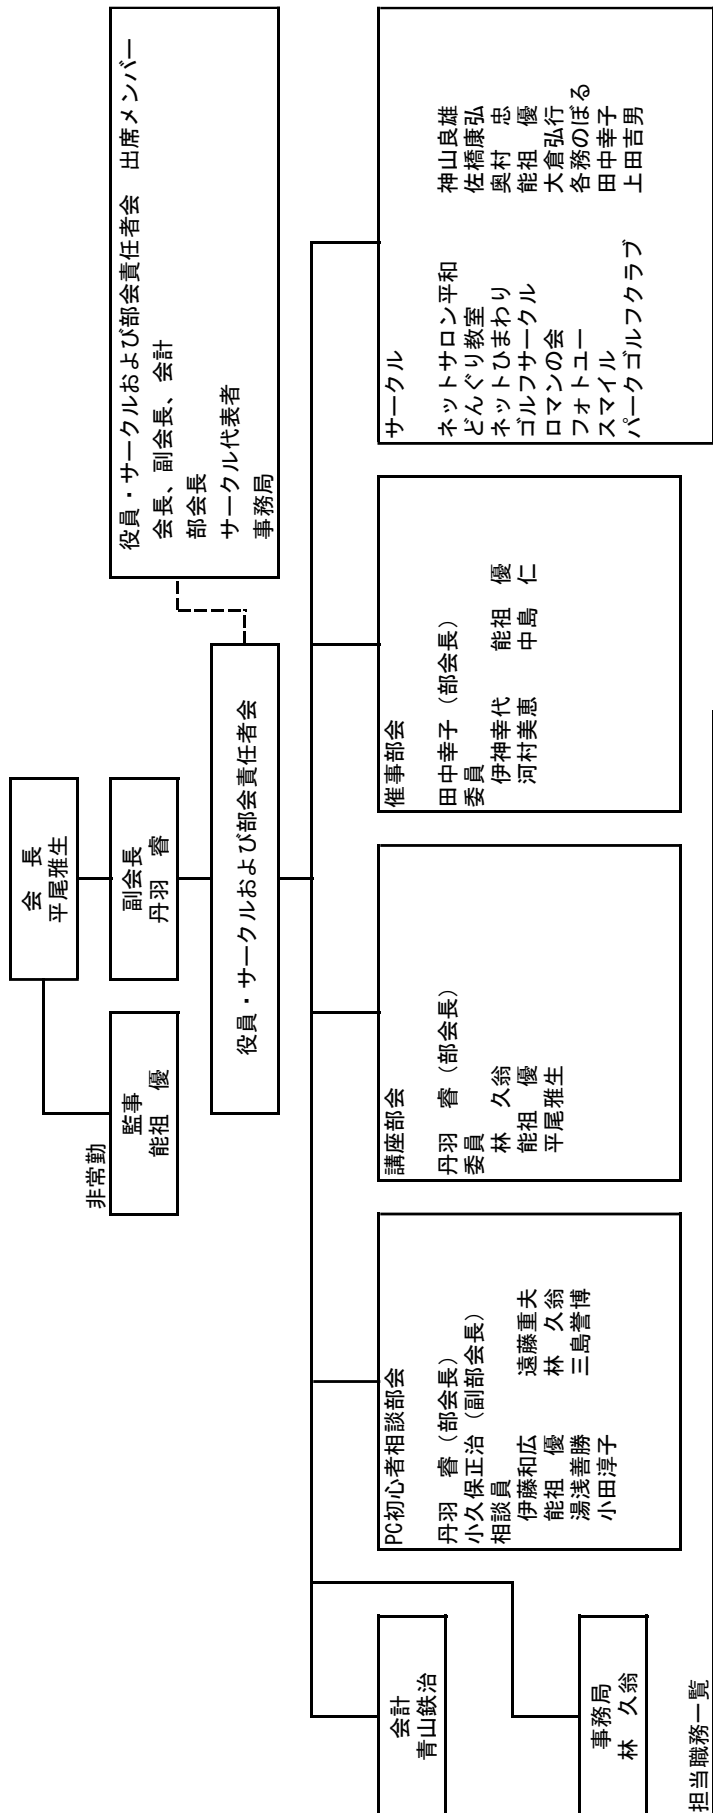 会　長
平尾雅生
非常勤
監事
能祖　優
副会長
丹羽　睿
役員・サークルおよび部会責任者会　出席メンバー
会長、副会長、会計
部会長
サークル代表者
事務局
役員・サークルおよび部会責任者会
会計
青山鉄治
事務局
林　久翁
PC初心者相談部会
丹羽　睿（部会長）
小久保正治（副部会長）
相談員
伊藤和広　遠藤重夫
能祖　優　林　久翁
湯浅善勝　三島誉博
小田淳子
講座部会
丹羽　睿（部会長）
委員
林　久翁
能祖　優
平尾雅生
催事部会
田中幸子（部会長）
委員
伊神幸代　能祖　優
河村美恵　中島　仁
サークル
ネットサロン平和　神山良雄
どんぐり教室　佐橋康弘
ネットひまわり　奥村　忠
ゴルフサークル　能祖　優
ロマンの会　大倉弘行
フォトユー　各務のぼる
スマイル　田中幸子
パークゴルフクラブ　上田吉男
担当職務一覧